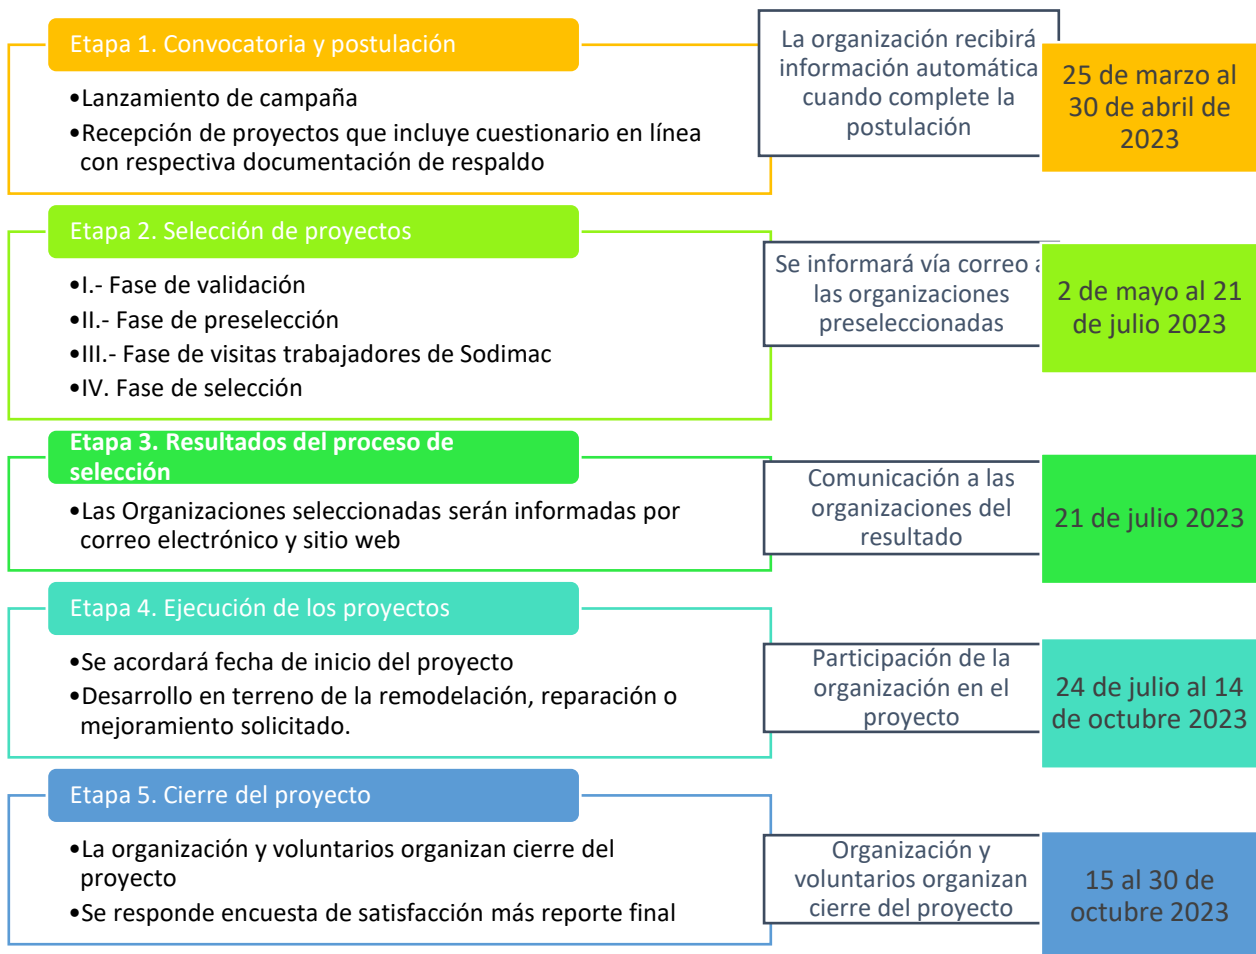 Etapa 1. Convocatoria y postulación
•Lanzamiento de campaña
•Recepción de proyectos que incluye cuestionario en línea
con respectiva documentación de respaldo
La organización recibirá
información automática
cuando complete la
postulación
25 de marzo al
30 de abril de
2023
Etapa 2. Selección de proyectos
•I.- Fase de validación
•II.- Fase de preselección
•III.- Fase de visitas trabajadores de Sodimac
•IV. Fase de selección
Se informará vía correo a
las organizaciones
preseleccionadas
2 de mayo al 21
de julio 2023
Etapa 3. Resultados del proceso de
selección
•Las Organizaciones seleccionadas serán informadas por
correo electrónico y sitio web
Comunicación a las
organizaciones del
resultado
21 de julio 2023
Etapa 4. Ejecución de los proyectos
•Se acordará fecha de inicio del proyecto
•Desarrollo en terreno de la remodelación, reparación o
mejoramiento solicitado.
Participación de la
organización en el
proyecto
24 de julio al 14
de octubre 2023
Etapa 5. Cierre del proyecto
•La organización y voluntarios organizan cierre del
proyecto
•Se responde encuesta de satisfacción más reporte final
Organización y
voluntarios organizan
cierre del proyecto
15 al 30 de
octubre 2023